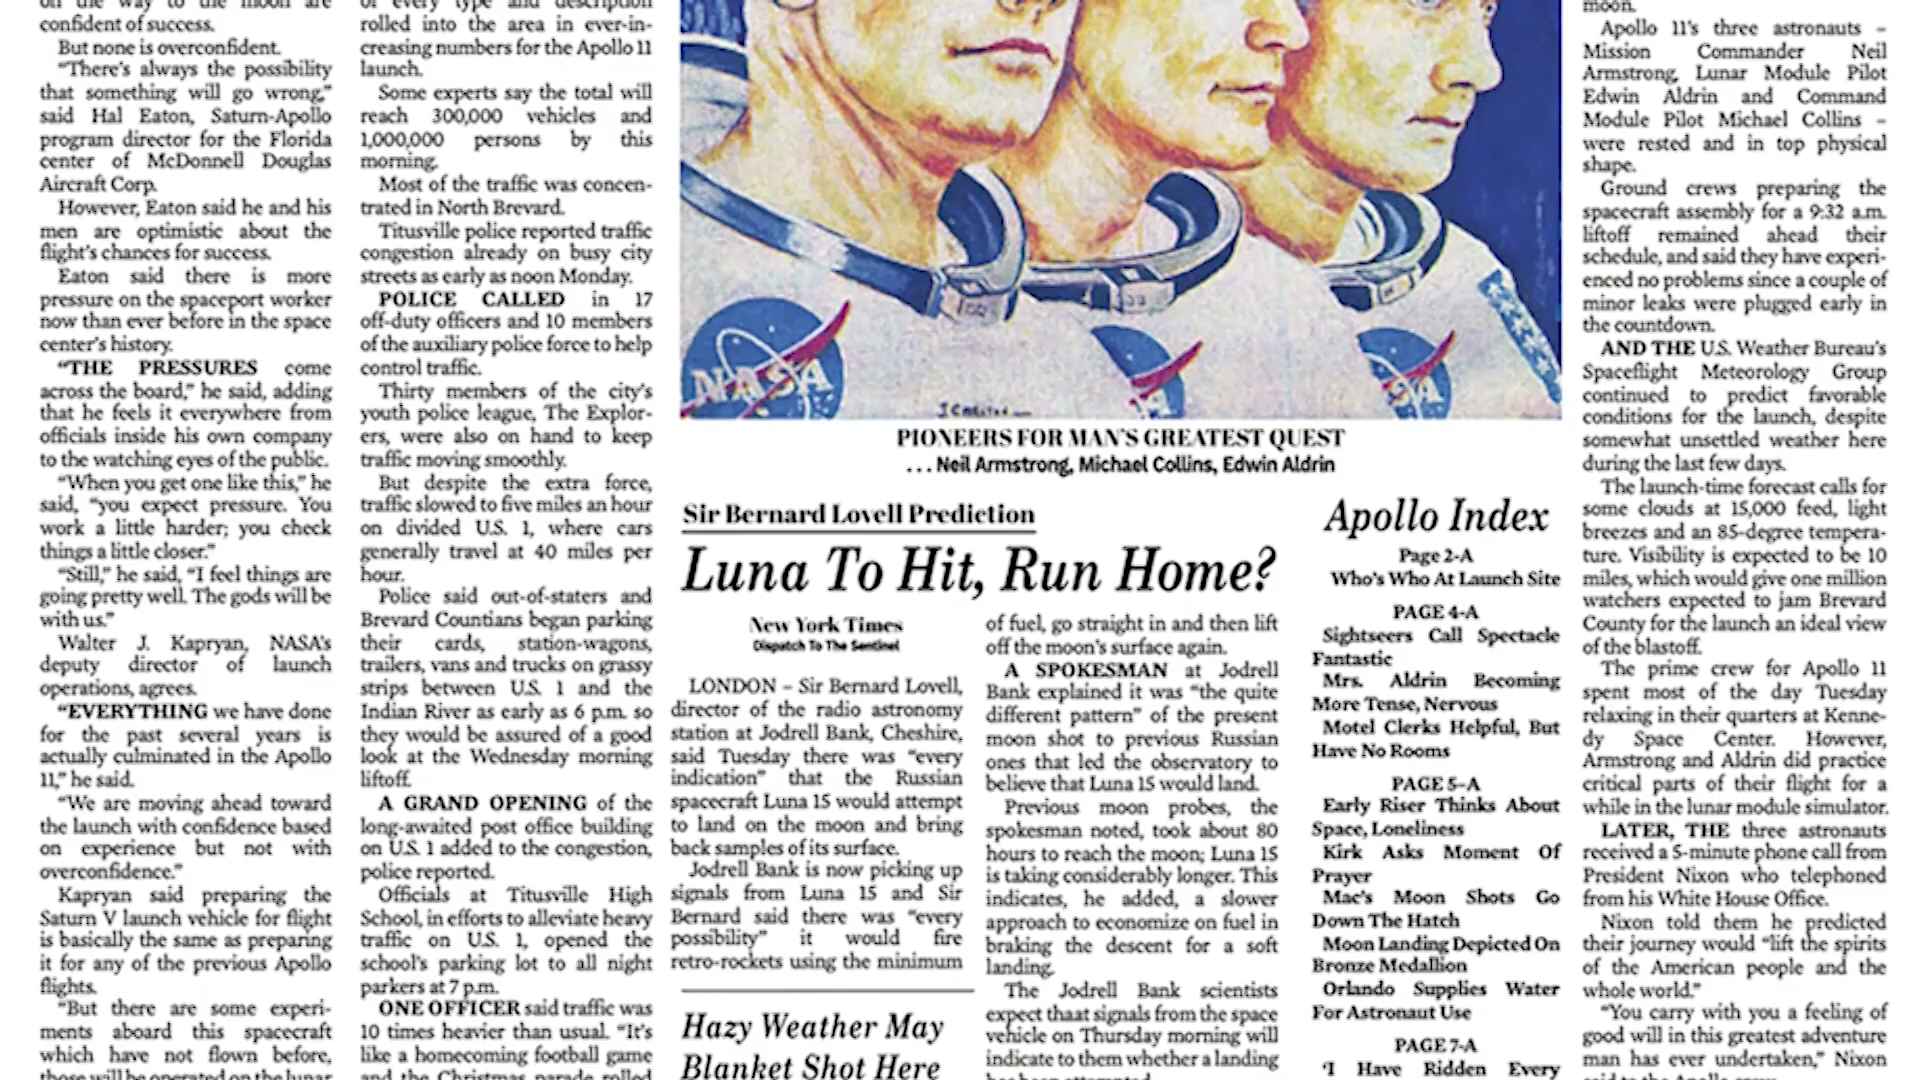 on the way to the moon are
confident of success.
But none is overconfident.
"There's always the possibility
that something will go wrong,"
said Hal Eaton, Saturn-Apollo
program director for the Florida
center of McDonnell Douglas
Aircraft Corp.
However, Eaton said he and his
men are optimistic about the
flight's chances for success.
Eaton said there is more
pressure on the spaceport worker
now than ever before in the space
center's history.
"THE PRESSURES come
across the board," he said, adding
that he feels it everywhere from
officials inside his own company
to the watching eyes of the public.
"When you get one like this," he
said, "you expect pressure. You
work a little harder; you check
things a little closer."
"Still," he said, "I feel things are
going pretty well. The gods will be
with us."
Walter J. Kapryan, NASA's
deputy director of launch
operations, agrees.
"EVERYTHING we have done
for the past several years is
actually culminated in the Apollo
11," he said.
"We are moving ahead toward
the launch with confidence based
on experience but not with
overconfidence."
Kapryan said preparing the
Saturn V launch vehicle for flight
is basically the same as preparing
it for any of the previous Apollo
flights.
"But there are some experi-
ments aboard this spacecraft
which have not flown before,
those will be operated on the lunar
of every type and description
rolled into the area in ever-in-
creasing numbers for the Apollo 11
launch.
Some experts say the total will
reach 300,000 vehicles and
1,000,000 persons by this
morning.
Most of the traffic was concen-
trated in North Brevard.
Titusville police reported traffic
congestion already on busy city
streets as early as noon Monday.
POLICE CALLED in 17
off-duty officers and 10 members
of the auxiliary police force to help
control traffic.
Thirty members of the city's
youth police league, The Explor-
ers, were also on hand to keep
traffic moving smoothly.
But despite the extra force,
traffic slowed to five miles an hour
on divided U.S. 1, where cars
generally travel at 40 miles per
hour.
Police said out-of-staters and
Brevard Countians began parking
their cards, station-wagons,
trailers, vans and trucks on grassy
strips between U.S. 1 and the
Indian River as early as 6 p.m. so
they would be assured of a good
look at the Wednesday morning
liftoff.
A GRAND OPENING of the
long-awaited post office building
on U.S. 1 added to the congestion,
police reported.
Officials at Titusville High
School, in efforts to alleviate heavy
traffic on U.S. 1, opened the
school's parking lot to all night
parkers at 7 p.m.
ONE OFFICER said traffic was
10 times heavier than usual. "It's
like a homecoming football game
and the Christmas parade rolled
NASA
PIONEERS FOR MAN'S GREATEST QUEST
. . . Neil Armstrong, Michael Collins, Edwin Aldrin
Sir Bernard Lovell Prediction
Luna To Hit, Run Home?
New York Times
Dispatch To The Sentinel
LONDON – Sir Bernard Lovell,
director of the radio astronomy
station at Jodrell Bank, Cheshire,
said Tuesday there was "every
indication" that the Russian
spacecraft Luna 15 would attempt
to land on the moon and bring
back samples of its surface.
Jodrell Bank is now picking up
signals from Luna 15 and Sir
Bernard said there was "every
possibility" it would fire
retro-rockets using the minimum
of fuel, go straight in and then lift
off the moon's surface again.
A SPOKESMAN at Jodrell
Bank explained it was "the quite
different pattern" of the present
moon shot to previous Russian
ones that led the observatory to
believe that Luna 15 would land.
Previous moon probes, the
spokesman noted, took about 80
hours to reach the moon; Luna 15
is taking considerably longer. This
indicates, he added, a slower
approach to economize on fuel in
braking the descent for a soft
landing.
The Jodrell Bank scientists
expect thaat signals from the space
vehicle on Thursday morning will
indicate to them whether a landing
has been attempted.
Hazy Weather May
Blanket Shot Here
Apollo Index
Page 2-A
Who's Who At Launch Site
PAGE 4-A
Sightseers Call Spectacle
Fantastic
Mrs. Aldrin Becoming
More Tense, Nervous
Motel Clerks Helpful, But
Have No Rooms
PAGE 5-A
Early Riser Thinks About
Space, Loneliness
Kirk Asks Moment Of
Prayer
Mac's Moon Shots Go
Down The Hatch
Moon Landing Depicted On
Bronze Medallion
Orlando Supplies Water
For Astronaut Use
PAGE 7-A
'I Have Ridden Every
moon.
Apollo 11's three astronauts –
Mission Commander Neil
Armstrong, Lunar Module Pilot
Edwin Aldrin and Command
Module Pilot Michael Collins –
were rested and in top physical
shape.
Ground crews preparing the
spacecraft assembly for a 9:32 a.m.
liftoff remained ahead their
schedule, and said they have experi-
enced no problems since a couple of
minor leaks were plugged early in
the countdown.
AND THE U.S. Weather Bureau's
Spaceflight Meteorology Group
continued to predict favorable
conditions for the launch, despite
somewhat unsettled weather here
during the last few days.
The launch-time forecast calls for
some clouds at 15,000 feed, light
breezes and an 85-degree tempera-
ture. Visibility is expected to be 10
miles, which would give one million
watchers expected to jam Brevard
County for the launch an ideal view
of the blastoff.
The prime crew for Apollo 11
spent most of the day Tuesday
relaxing in their quarters at Kenne-
dy Space Center. However,
Armstrong and Aldrin did practice
critical parts of their flight for a
while in the lunar module simulator.
LATER, THE three astronauts
received a 5-minute phone call from
President Nixon who telephoned
from his White House Office.
Nixon told them he predicted
their journey would "lift the spirits
of the American people and the
whole world."
"You carry with you a feeling of
good will in this greatest adventure
man has ever undertaken," Nixon
said to the Apollo crew.